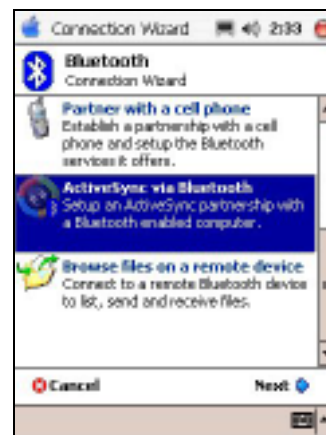 Connection Wizard 2:33
Bluetooth
Connection Wizard
Partner with a cell phone
Establish a partnership with a cell
phone and setup the Bluetooth
services it offers.
ActiveSync via Bluetooth
Setup an ActiveSync partnership with
a Bluetooth enabled computer.
Browse files on a remote device
Connect to a remote Bluetooth device
to list, send and receive files.
Cancel Next